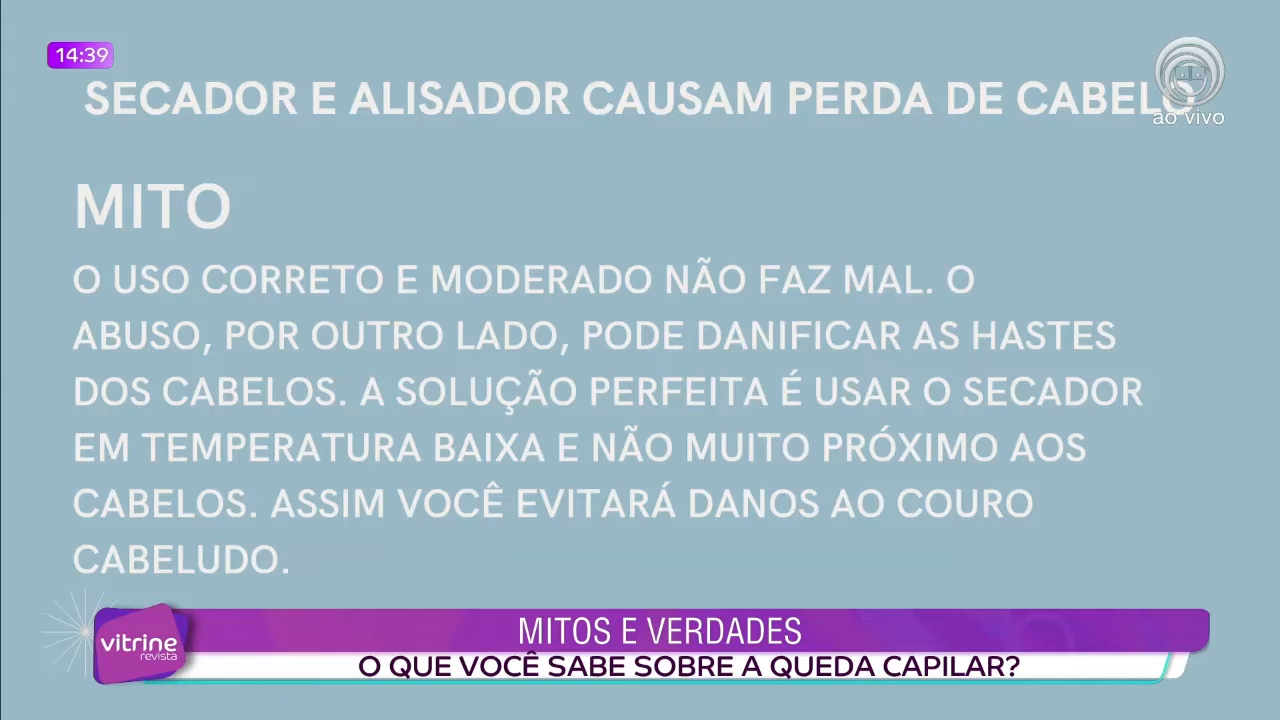 14:39
SECADOR E ALISADOR CAUSAM PERDA DE CABELO
ao vivo
MITO
O USO CORRETO E MODERADO NÃO FAZ MAL. O
ABUSO, POR OUTRO LADO, PODE DANIFICAR AS HASTES
DOS CABELOS. A SOLUÇÃO PERFEITA É USAR O SECADOR
EM TEMPERATURA BAIXA E NÃO MUITO PRÓXIMO AOS
CABELOS. ASSIM VOCÊ EVITARÁ DANOS AO COURO
CABELUDO.
vitrine
revista
MITOS E VERDADES
O QUE VOCÊ SABE SOBRE A QUEDA CAPILAR?